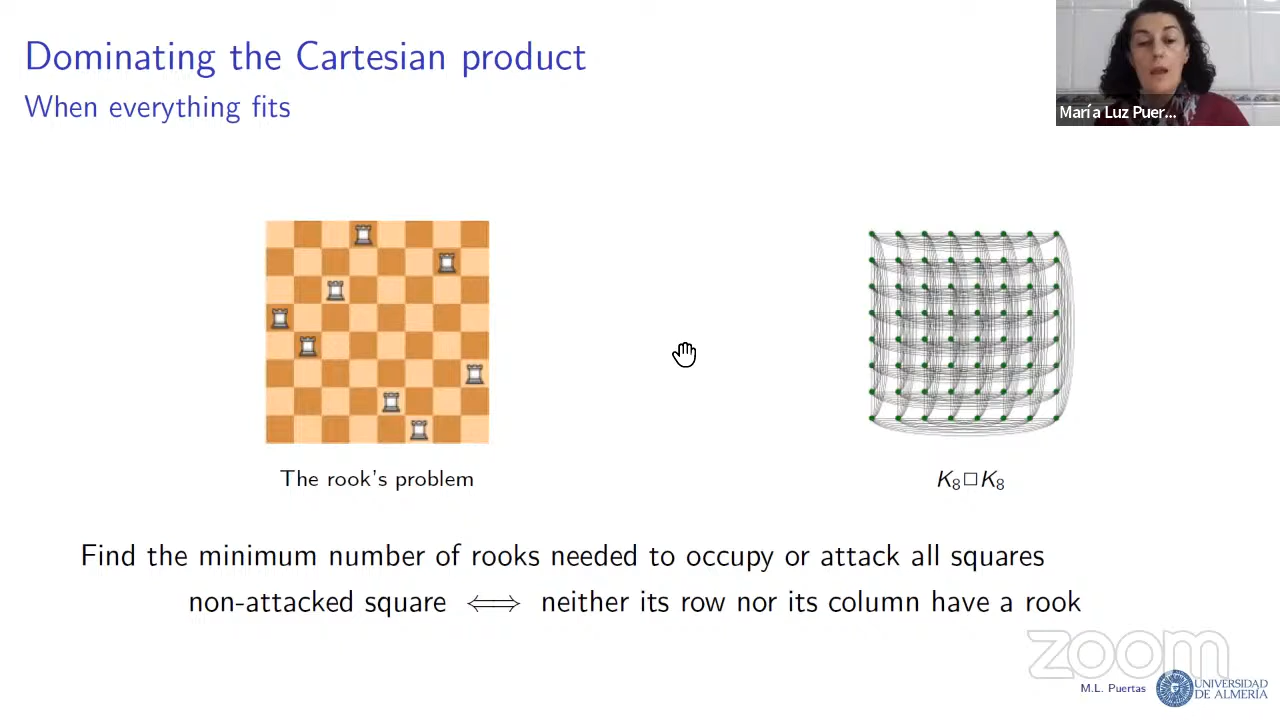 Dominating the Cartesian product
When everything fits
María Luz Puer...
The rook's problem
K₈□K₈
Find the minimum number of rooks needed to occupy or attack all squares
non-attacked square ⟺ neither its row nor its column have a rook
zoom
M.L. Puertas
UNIVERSIDAD
DE ALMERÍA